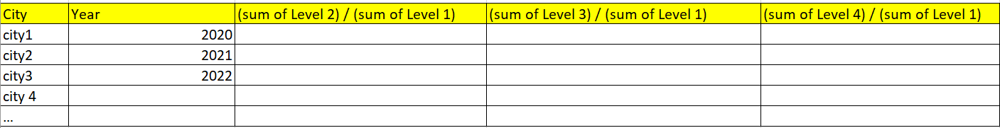 City Year (sum of Level 2) / (sum of Level 1) (sum of Level 3) / (sum of Level 1) (sum of Level 4) / (sum of Level 1)
city1 2020
city2 2021
city3 2022
city 4
...